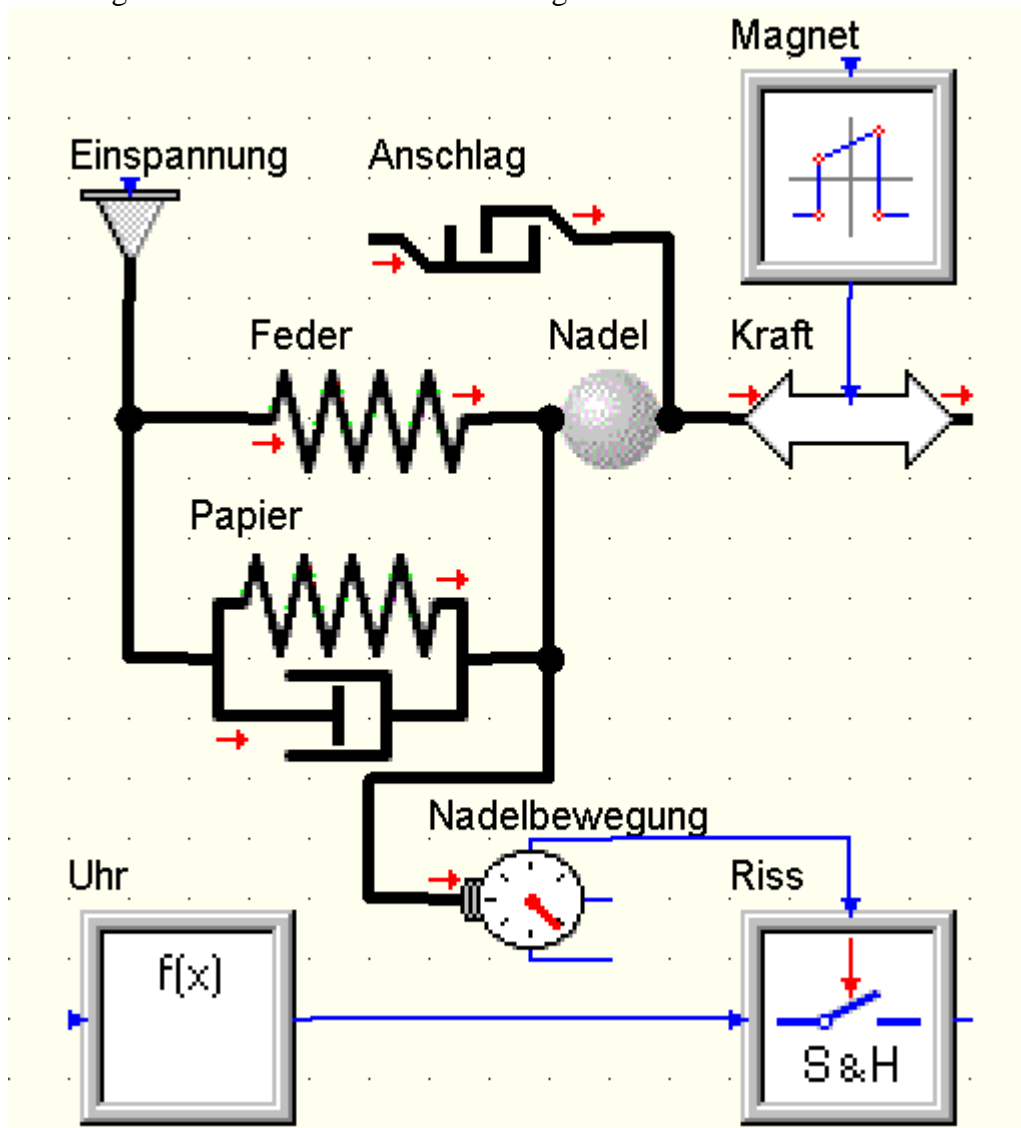 Magnet
Einspannung
Anschlag
Feder
Nadel
Kraft
Papier
Nadelbewegung
Uhr
Riss
f(x)
S&H